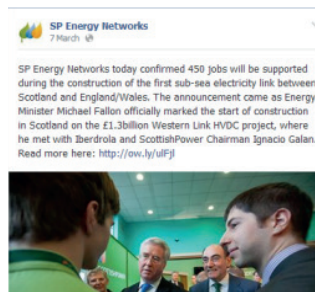 SP Energy Networks
7 March
SP Energy Networks today confirmed 450 jobs will be supported
during the construction of the first sub-sea electricity link between
Scotland and England/Wales. The announcement came as Energy
Minister Michael Fallon officially marked the start of construction
in Scotland on the £1.3billion Western Link HVDC project, where
he met with Iberdrola and ScottishPower Chairman Ignacio Galan.
Read more here: http://ow.ly/ulFjl